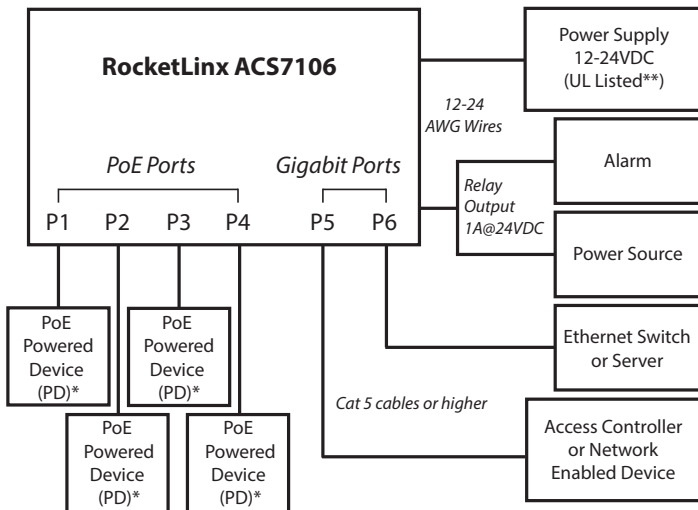 RocketLinx ACS7106
PoE Ports
Gigabit Ports
P1
P2
P3
P4
P5
P6
12-24
AWG Wires
Relay
Output
1A@24VDC
Power Supply
12-24VDC
(UL Listed**)
Alarm
Power Source
Ethernet Switch
or Server
Access Controller
or Network
Enabled Device
Cat 5 cables or higher
PoE
Powered
Device
(PD)*
PoE
Powered
Device
(PD)*
PoE
Powered
Device
(PD)*
PoE
Powered
Device
(PD)*